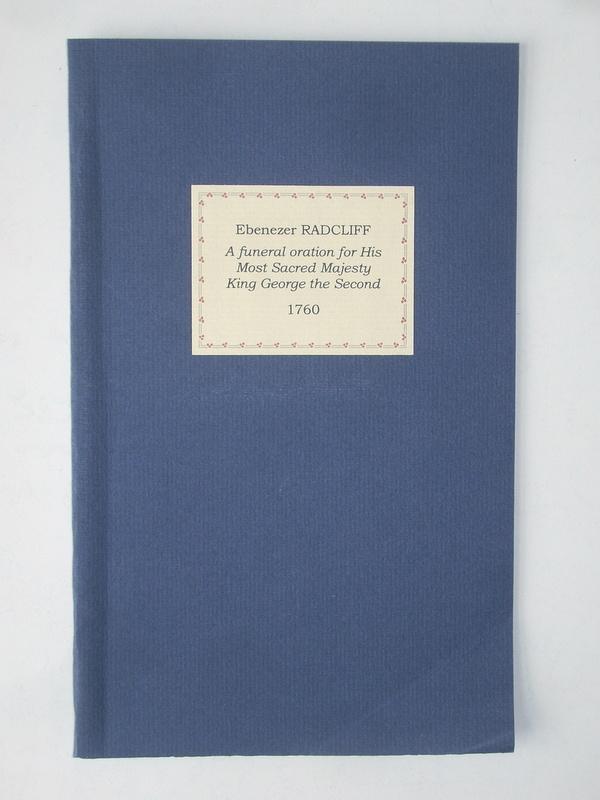 Ebenezer RADCLIFF
A funeral oration for His
Most Sacred Majesty
King George the Second
1760